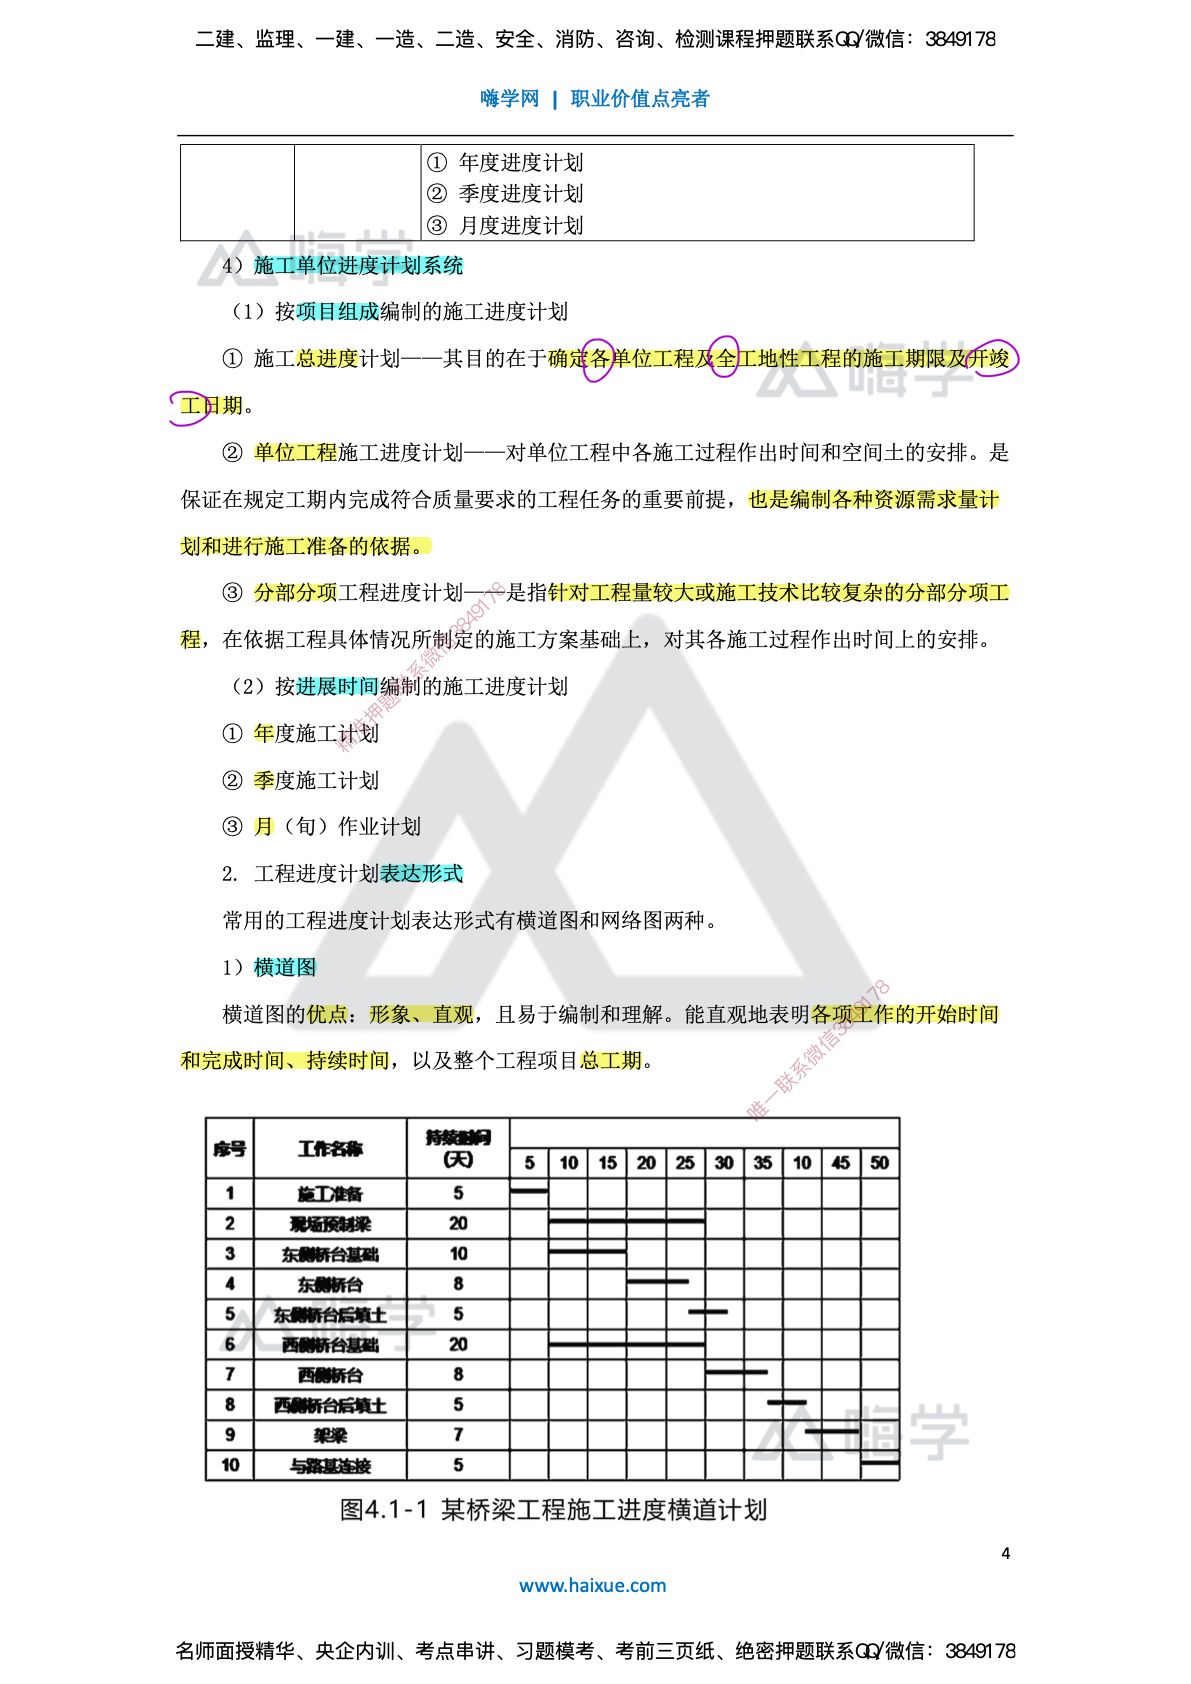 二建、监理、一建、一造、二造、安全、消防、咨询、检测课程押题联系QQ/微信：3849178
嗨学网 | 职业价值点亮者
① 年度进度计划
② 季度进度计划
③ 月度进度计划
嗨学
4）施工单位进度计划系统
（1）按项目组成编制的施工进度计划
① 施工总进度计划——其目的在于确定各单位工程及全工地性工程的施工期限及开竣
嗨学
工日期。
② 单位工程施工进度计划——对单位工程中各施工过程作出时间和空间土的安排。是
保证在规定工期内完成符合质量要求的工程任务的重要前提，也是编制各种资源需求量计
划和进行施工准备的依据。
③ 分部分项工程进度计划——是指针对工程量较大或施工技术比较复杂的分部分项工
程，在依据工程具体情况所制定的施工方案基础上，对其各施工过程作出时间上的安排。
精准押题联系微信3849178
（2）按进展时间编制的施工进度计划
① 年度施工计划
② 季度施工计划
③ 月（旬）作业计划
2. 工程进度计划表达形式
常用的工程进度计划表达形式有横道图和网络图两种。
1）横道图
横道图的优点：形象、直观，且易于编制和理解。能直观地表明各项工作的开始时间
和完成时间、持续时间，以及整个工程项目总工期。
唯一联系微信3849178
序号 工作名称 持续时间（天） 5 10 15 20 25 30 35 10 45 50
1 施工准备 5
2 现场预制梁 20
3 东侧桥台基础 10
4 东侧桥台 8
5 东侧桥台后填土 5
嗨学
6 西侧桥台基础 20
7 西侧桥台 8
8 西侧桥台后填土 5
9 架梁 7
嗨学
10 与路基连接 5
图4.1-1 某桥梁工程施工进度横道计划
4
www.haixue.com
名师面授精华、央企内训、考点串讲、习题模考、考前三页纸、绝密押题联系QQ/微信：3849178